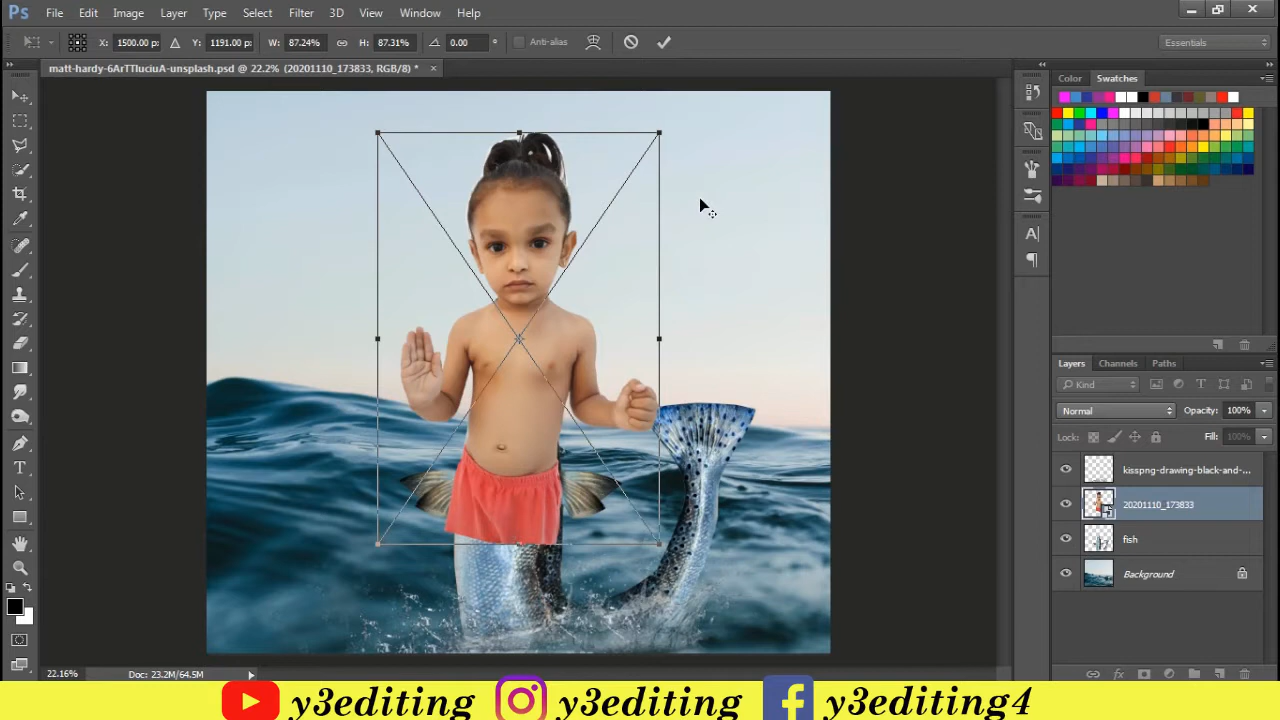 Ps File Edit Image Layer Type Select Filter 3D View Window Help
X: 1500.00 p: Y: 1191.00 p: W: 87.24% H: 87.31% 0.00 ° Anti-alias Essentials
matt-hardy-6ArTTluciuA-unsplash.psd @ 22.2% (20201110_173833, RGB/8) * ×
Color Swatches
Layers Channels Paths
Kind
Normal Opacity: 100%
Lock: Fill: 100%
kisspng-drawing-black-and-...
20201110_173833
fish
Background
22.16% Doc: 23.2M/64.5M
y3editing y3editing y3editing4